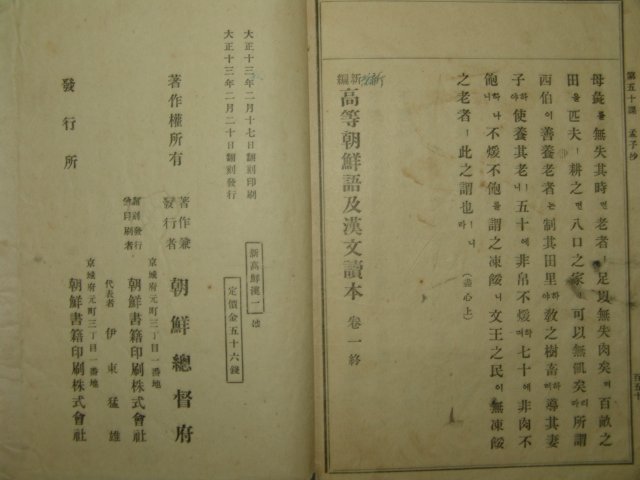 第五十課 孟子抄
母彘를 無失其時면 老者ㅣ 足以無失肉矣며 百畝之
田을 匹夫ㅣ 耕之면 八口之家ㅣ 可以無飢矣라리 所謂
西伯이 善養老者는 制其田里하야 敎之樹畜하며 導其妻
子하야 使養其老니 五十에 非帛不煖하며 七十에 非肉不
飽하나니 不煖不飽를 謂之凍餒니 文王之民이 無凍餒
之老者ㅣ 此之謂也ㅣ니라 (盡心上)
新編 高等朝鮮語及漢文讀本 卷一終
大正十三年二月十七日翻刻印刷
大正十三年二月二十日翻刻發行
新高鮮漢一
定價金五十六錢
著作權所有
著作兼發行者 朝鮮總督府
翻刻發行兼印刷者
京城府元町三丁目一番地
朝鮮書籍印刷株式會社
代表者 伊東猛雄
發行所
京城府元町三丁目一番地
朝鮮書籍印刷株式會社